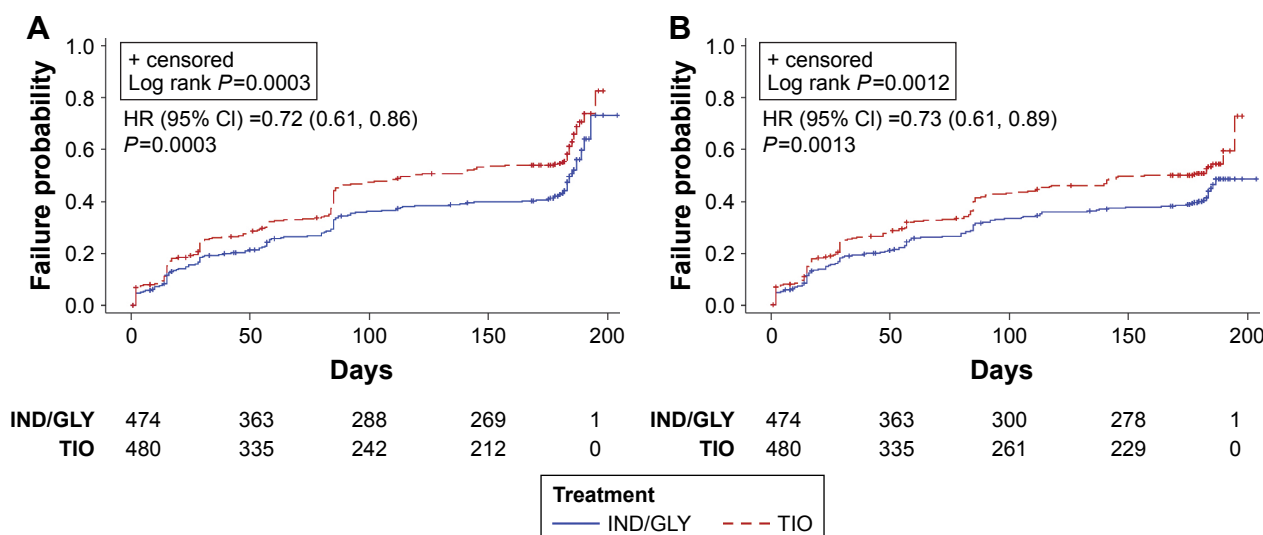 A
Failure probability
1.0
0.8
0.6
0.4
0.2
0.0
+ censored
Log rank P=0.0003
HR (95% CI) =0.72 (0.61, 0.86)
P=0.0003
0 50 100 150 200
Days
IND/GLY 474 363 288 269 1
TIO 480 335 242 212 0
B
Failure probability
1.0
0.8
0.6
0.4
0.2
0.0
+ censored
Log rank P=0.0012
HR (95% CI) =0.73 (0.61, 0.89)
P=0.0013
0 50 100 150 200
Days
IND/GLY 474 363 300 278 1
TIO 480 335 261 229 0
Treatment
IND/GLY TIO